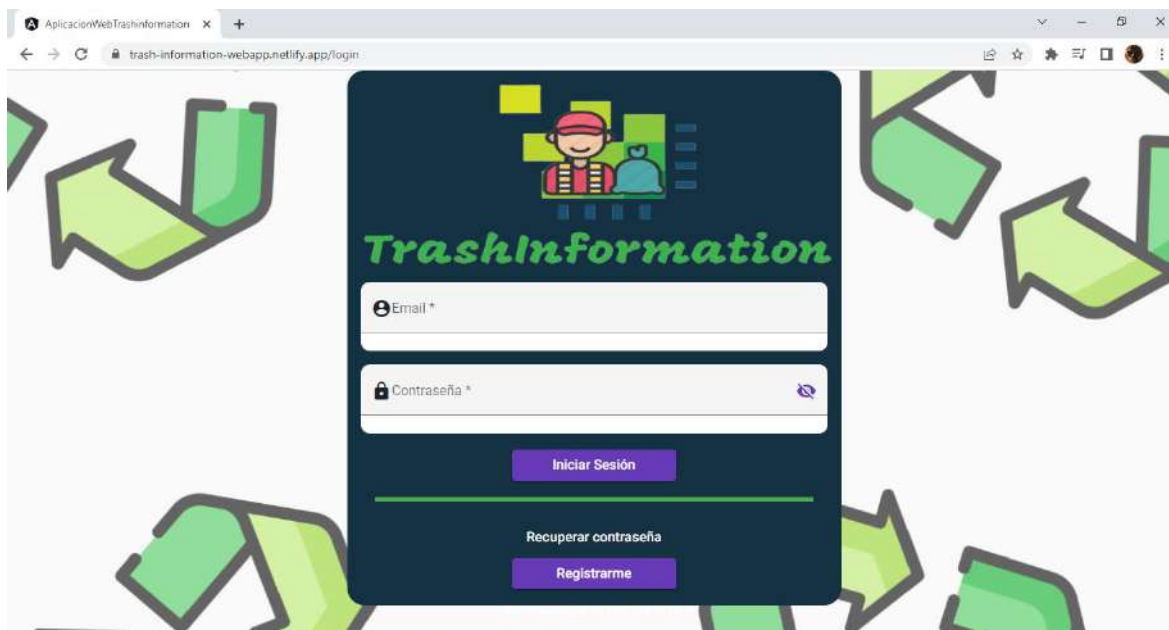 AplicacionWebTrashinformation
trash-information-webapp.netlify.app/login
TrashInformation
Email *
Contraseña *
Iniciar Sesión
Recuperar contraseña
Registrarme